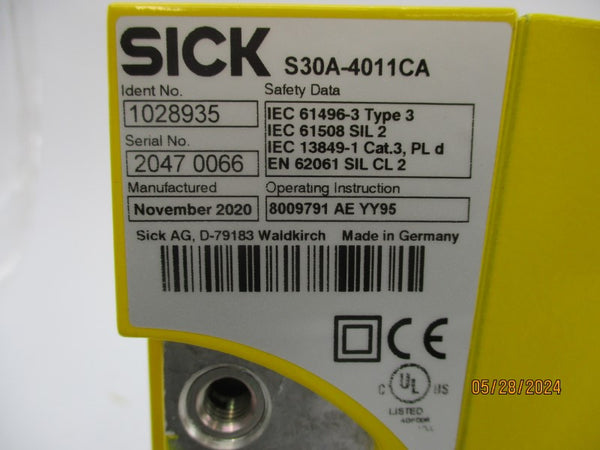 SICK S30A-4011CA
Ident No. Safety Data
1028935
IEC 61496-3 Type 3
IEC 61508 SIL 2
IEC 13849-1 Cat.3, PL d
EN 62061 SIL CL 2
Serial No.
2047 0066
Manufactured Operating Instruction
November 2020 8009791 AE YY95
Sick AG, D-79183 Waldkirch Made in Germany
CE
C UL US
LISTED
05/28/2024